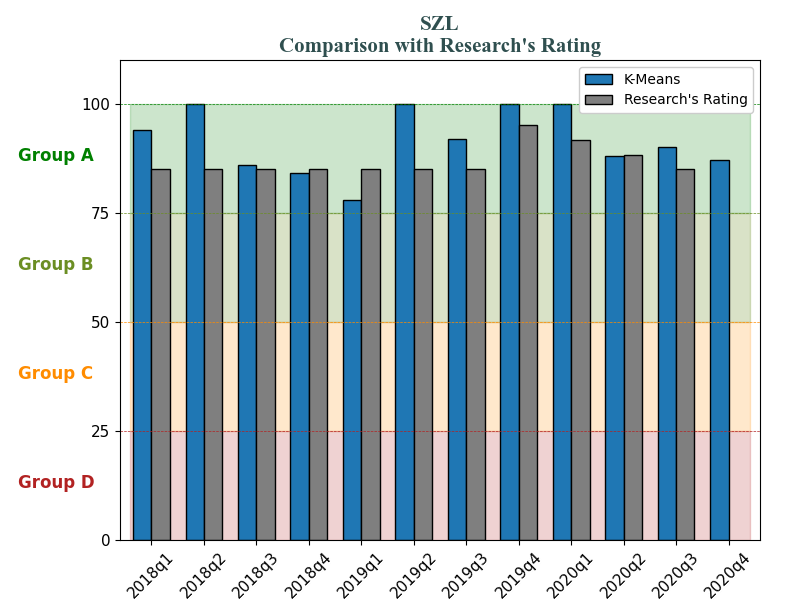 SZL
Comparison with Research's Rating
K-Means
Research's Rating
100
Group A
75
Group B
50
Group C
25
Group D
0
2018q1
2018q2
2018q3
2018q4
2019q1
2019q2
2019q3
2019q4
2020q1
2020q2
2020q3
2020q4